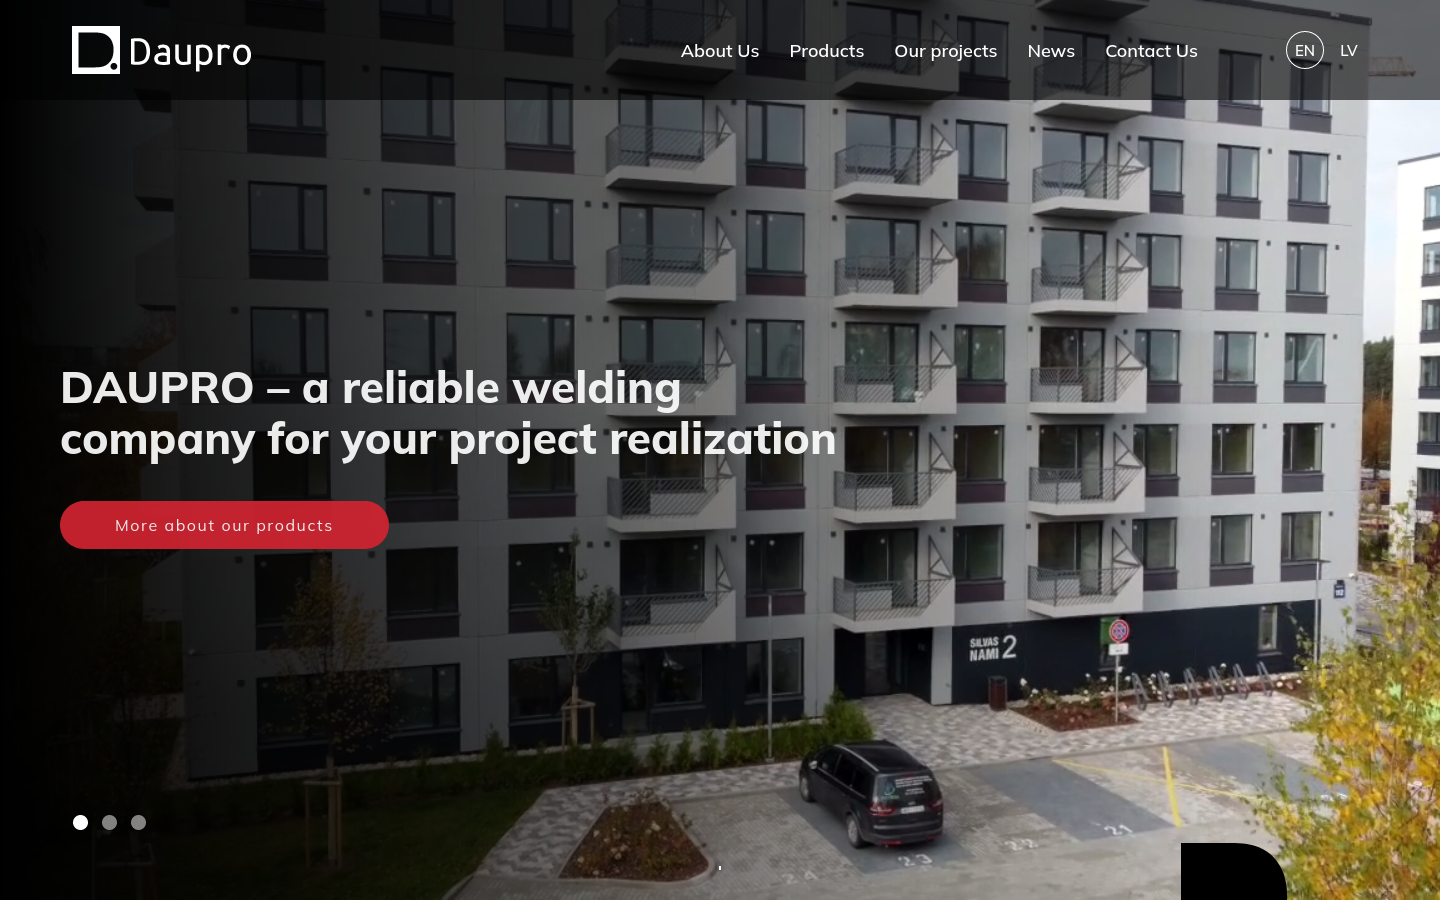 Daupro
About Us
Products
Our projects
News
Contact Us
EN
LV
DAUPRO – a reliable welding
company for your project realization
More about our products
SILVAS
NAMI 2
21
22
23
24